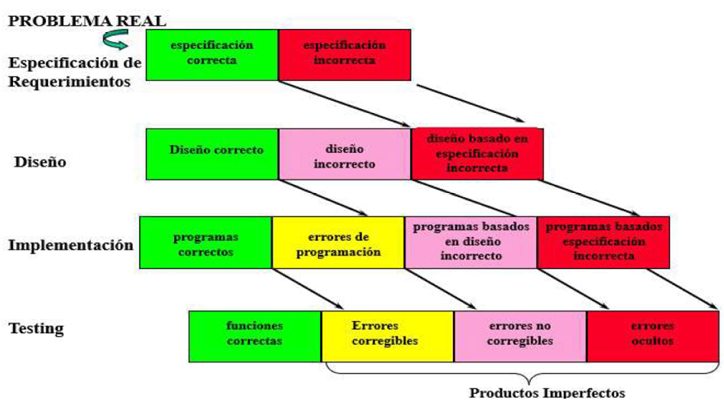 PROBLEMA REAL
Especificación de
Requerimientos
especificación
correcta
especificación
incorrecta
Diseño
Diseño correcto
diseño
incorrecto
diseño basado en
especificación
incorrecta
Implementación
programas
correctos
errores de
programación
programas basados
en diseño
incorrecto
programas basados
especificación
incorrecta
Testing
funciones
correctas
Errores
corregibles
errores no
corregibles
errores
ocultos
Productos Imperfectos